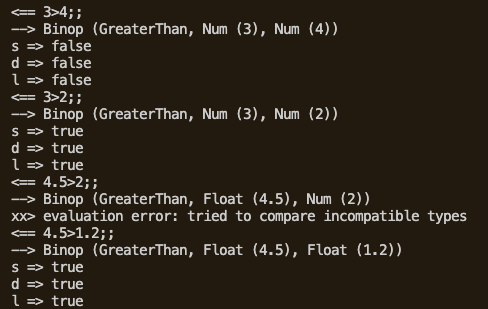 <== 3>4;;
--> Binop (GreaterThan, Num (3), Num (4))
s => false
d => false
l => false
<== 3>2;;
--> Binop (GreaterThan, Num (3), Num (2))
s => true
d => true
l => true
<== 4.5>2;;
--> Binop (GreaterThan, Float (4.5), Num (2))
xx> evaluation error: tried to compare incompatible types
<== 4.5>1.2;;
--> Binop (GreaterThan, Float (4.5), Float (1.2))
s => true
d => true
l => true